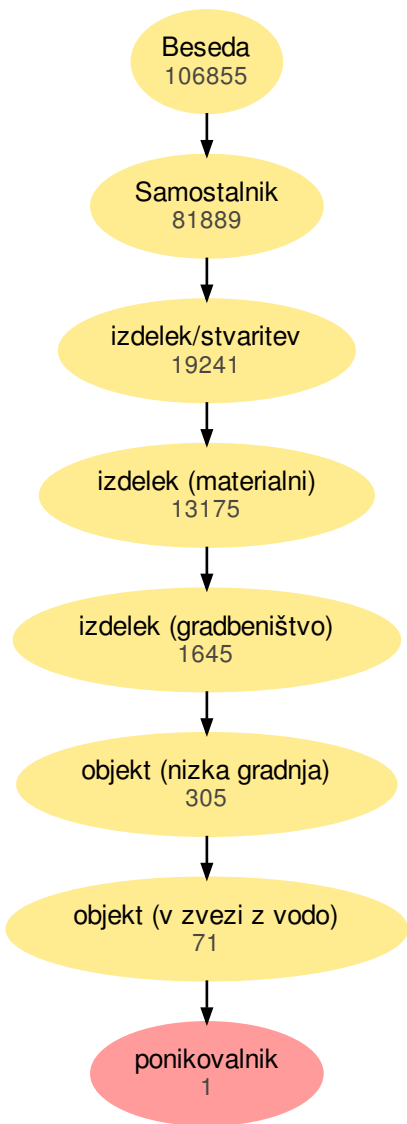 Beseda
106855
Samostalnik
81889
izdelek/stvaritev
19241
izdelek (materialni)
13175
izdelek (gradbeništvo)
1645
objekt (nizka gradnja)
305
objekt (v zvezi z vodo)
71
ponikovalnik
1